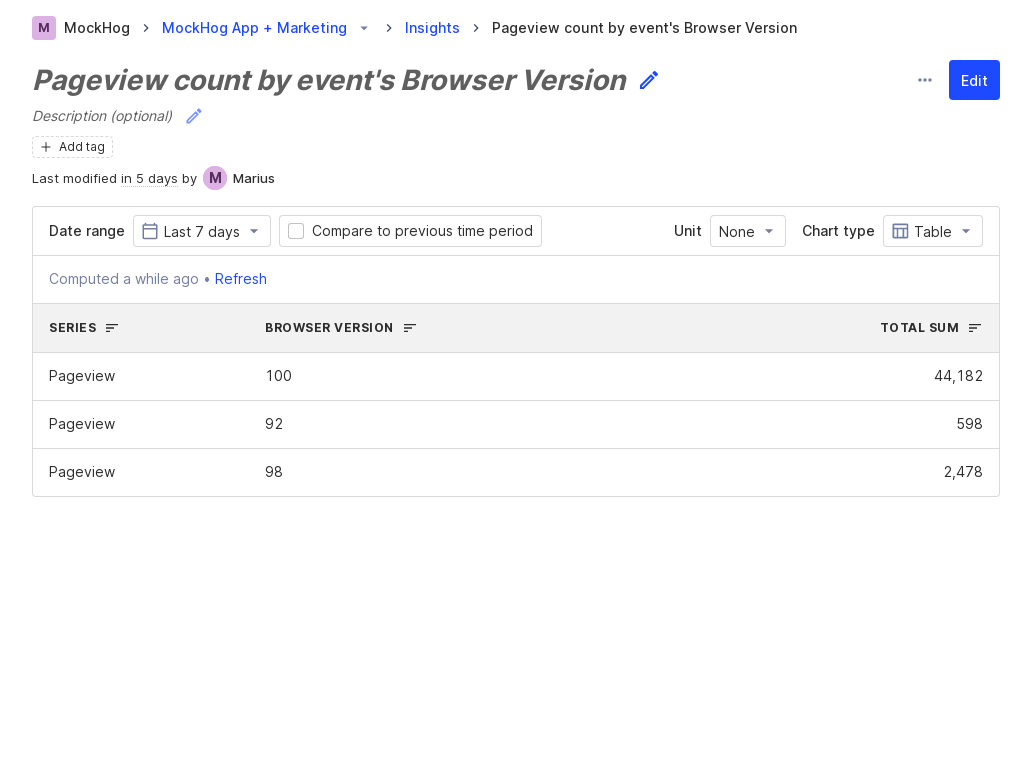 M MockHog MockHog App + Marketing Insights Pageview count by event's Browser Version
Pageview count by event's Browser Version
Edit
Description (optional)
Add tag
Last modified in 5 days by M Marius
Date range Last 7 days Compare to previous time period Unit None Chart type Table
Computed a while ago • Refresh
SERIES BROWSER VERSION TOTAL SUM
Pageview 100 44,182
Pageview 92 598
Pageview 98 2,478